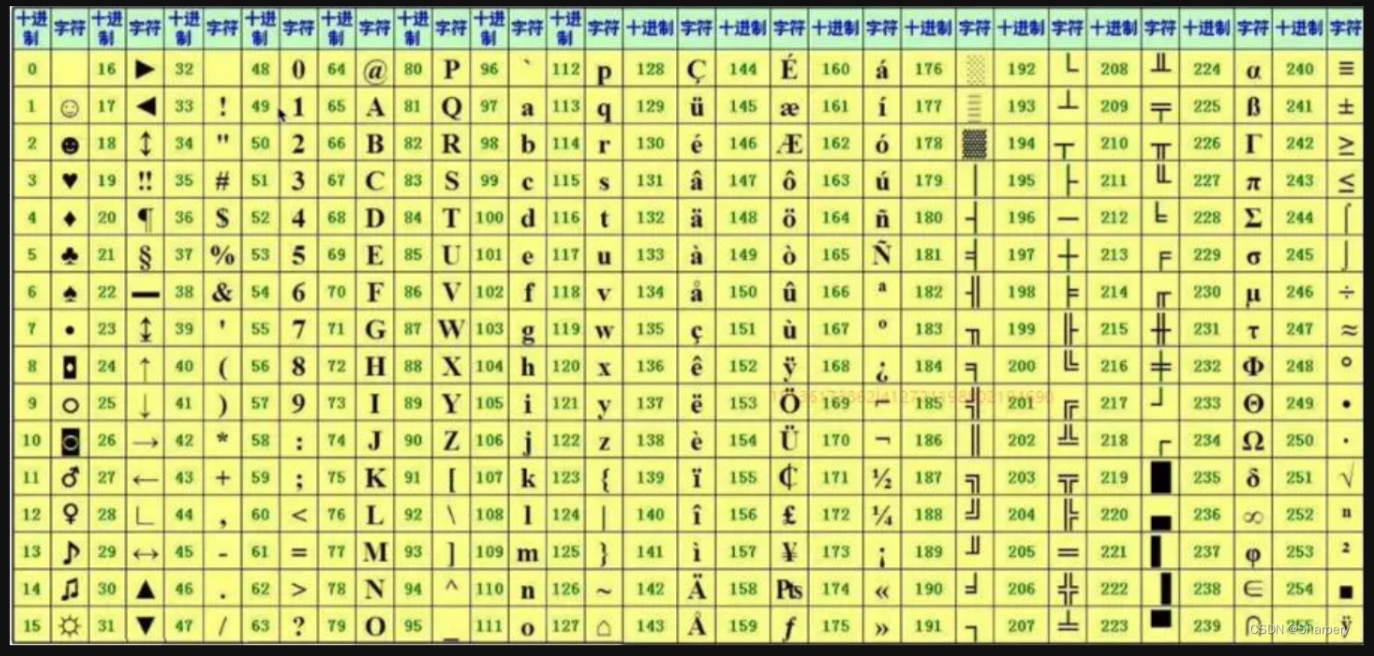 十进制 字符 十进制 字符 十进制 字符 十进制 字符 十进制 字符 十进制 字符 十进制 字符 十进制 字符 十进制 字符 十进制 字符 十进制 字符 十进制 字符 十进制 字符 十进制 字符 十进制 字符 十进制 字符
0 16 ► 32 48 0 64 @ 80 P 96 ` 112 p 128 Ç 144 É 160 á 176 ░ 192 └ 208 ╨ 224 α 240 ≡
1 ☺ 17 ◄ 33 ! 49 1 65 A 81 Q 97 a 113 q 129 ü 145 æ 161 í 177 ▒ 193 ┴ 209 ╤ 225 ß 241 ±
2 ☻ 18 ↕ 34 " 50 2 66 B 82 R 98 b 114 r 130 é 146 Æ 162 ó 178 ▓ 194 ┬ 210 ╥ 226 Γ 242 ≥
3 ♥ 19 ‼ 35 # 51 3 67 C 83 S 99 c 115 s 131 â 147 ô 163 ú 179 │ 195 ├ 211 ╙ 227 π 243 ≤
4 ♦ 20 ¶ 36 $ 52 4 68 D 84 T 100 d 116 t 132 ä 148 ö 164 ñ 180 ┤ 196 ─ 212 ╘ 228 Σ 244 ⌠
5 ♣ 21 § 37 % 53 5 69 E 85 U 101 e 117 u 133 à 149 ò 165 Ñ 181 ╡ 197 ┼ 213 ╒ 229 σ 245 ⌡
6 ♠ 22 ▬ 38 & 54 6 70 F 86 V 102 f 118 v 134 å 150 û 166 ª 182 ╢ 198 ╞ 214 ╓ 230 µ 246 ÷
7 • 23 ↨ 39 ' 55 7 71 G 87 W 103 g 119 w 135 ç 151 ù 167 º 183 ╖ 199 ╟ 215 ╫ 231 τ 247 ≈
8 ◘ 24 ↑ 40 ( 56 8 72 H 88 X 104 h 120 x 136 ê 152 ÿ 168 ¿ 184 ╕ 200 ╚ 216 ╪ 232 Φ 248 °
9 ○ 25 ↓ 41 ) 57 9 73 I 89 Y 105 i 121 y 137 ë 153 Ö 169 ⌐ 185 ╣ 201 ╔ 217 ┘ 233 Θ 249 •
10 ◙ 26 → 42 * 58 : 74 J 90 Z 106 j 122 z 138 è 154 Ü 170 ¬ 186 ║ 202 ╩ 218 ┌ 234 Ω 250 ·
11 ♂ 27 ← 43 + 59 ; 75 K 91 [ 107 k 123 { 139 ï 155 ₵ 171 ½ 187 ╗ 203 ╦ 219 █ 235 δ 251 √
12 ♀ 28 ∟ 44 , 60 < 76 L 92 \ 108 l 124 | 140 î 156 £ 172 ¼ 188 ╝ 204 ╠ 220 ▄ 236 ∞ 252 ⁿ
13 ♪ 29 ↔ 45 - 61 = 77 M 93 ] 109 m 125 } 141 ì 157 ¥ 173 ¡ 189 ╜ 205 ═ 221 ▌ 237 φ 253 ²
14 ♫ 30 ▲ 46 . 62 > 78 N 94 ^ 110 n 126 ~ 142 Ä 158 ₧ 174 « 190 ╛ 206 ╬ 222 ▐ 238 ∈ 254 ■
15 ☼ 31 ▼ 47 / 63 ? 79 O 95 _ 111 o 127 ⌂ 143 Å 159 ƒ 175 » 191 ┐ 207 ╧ 223 ▀ 239 ∩ 255 ÿ
CSDN @Sharpery